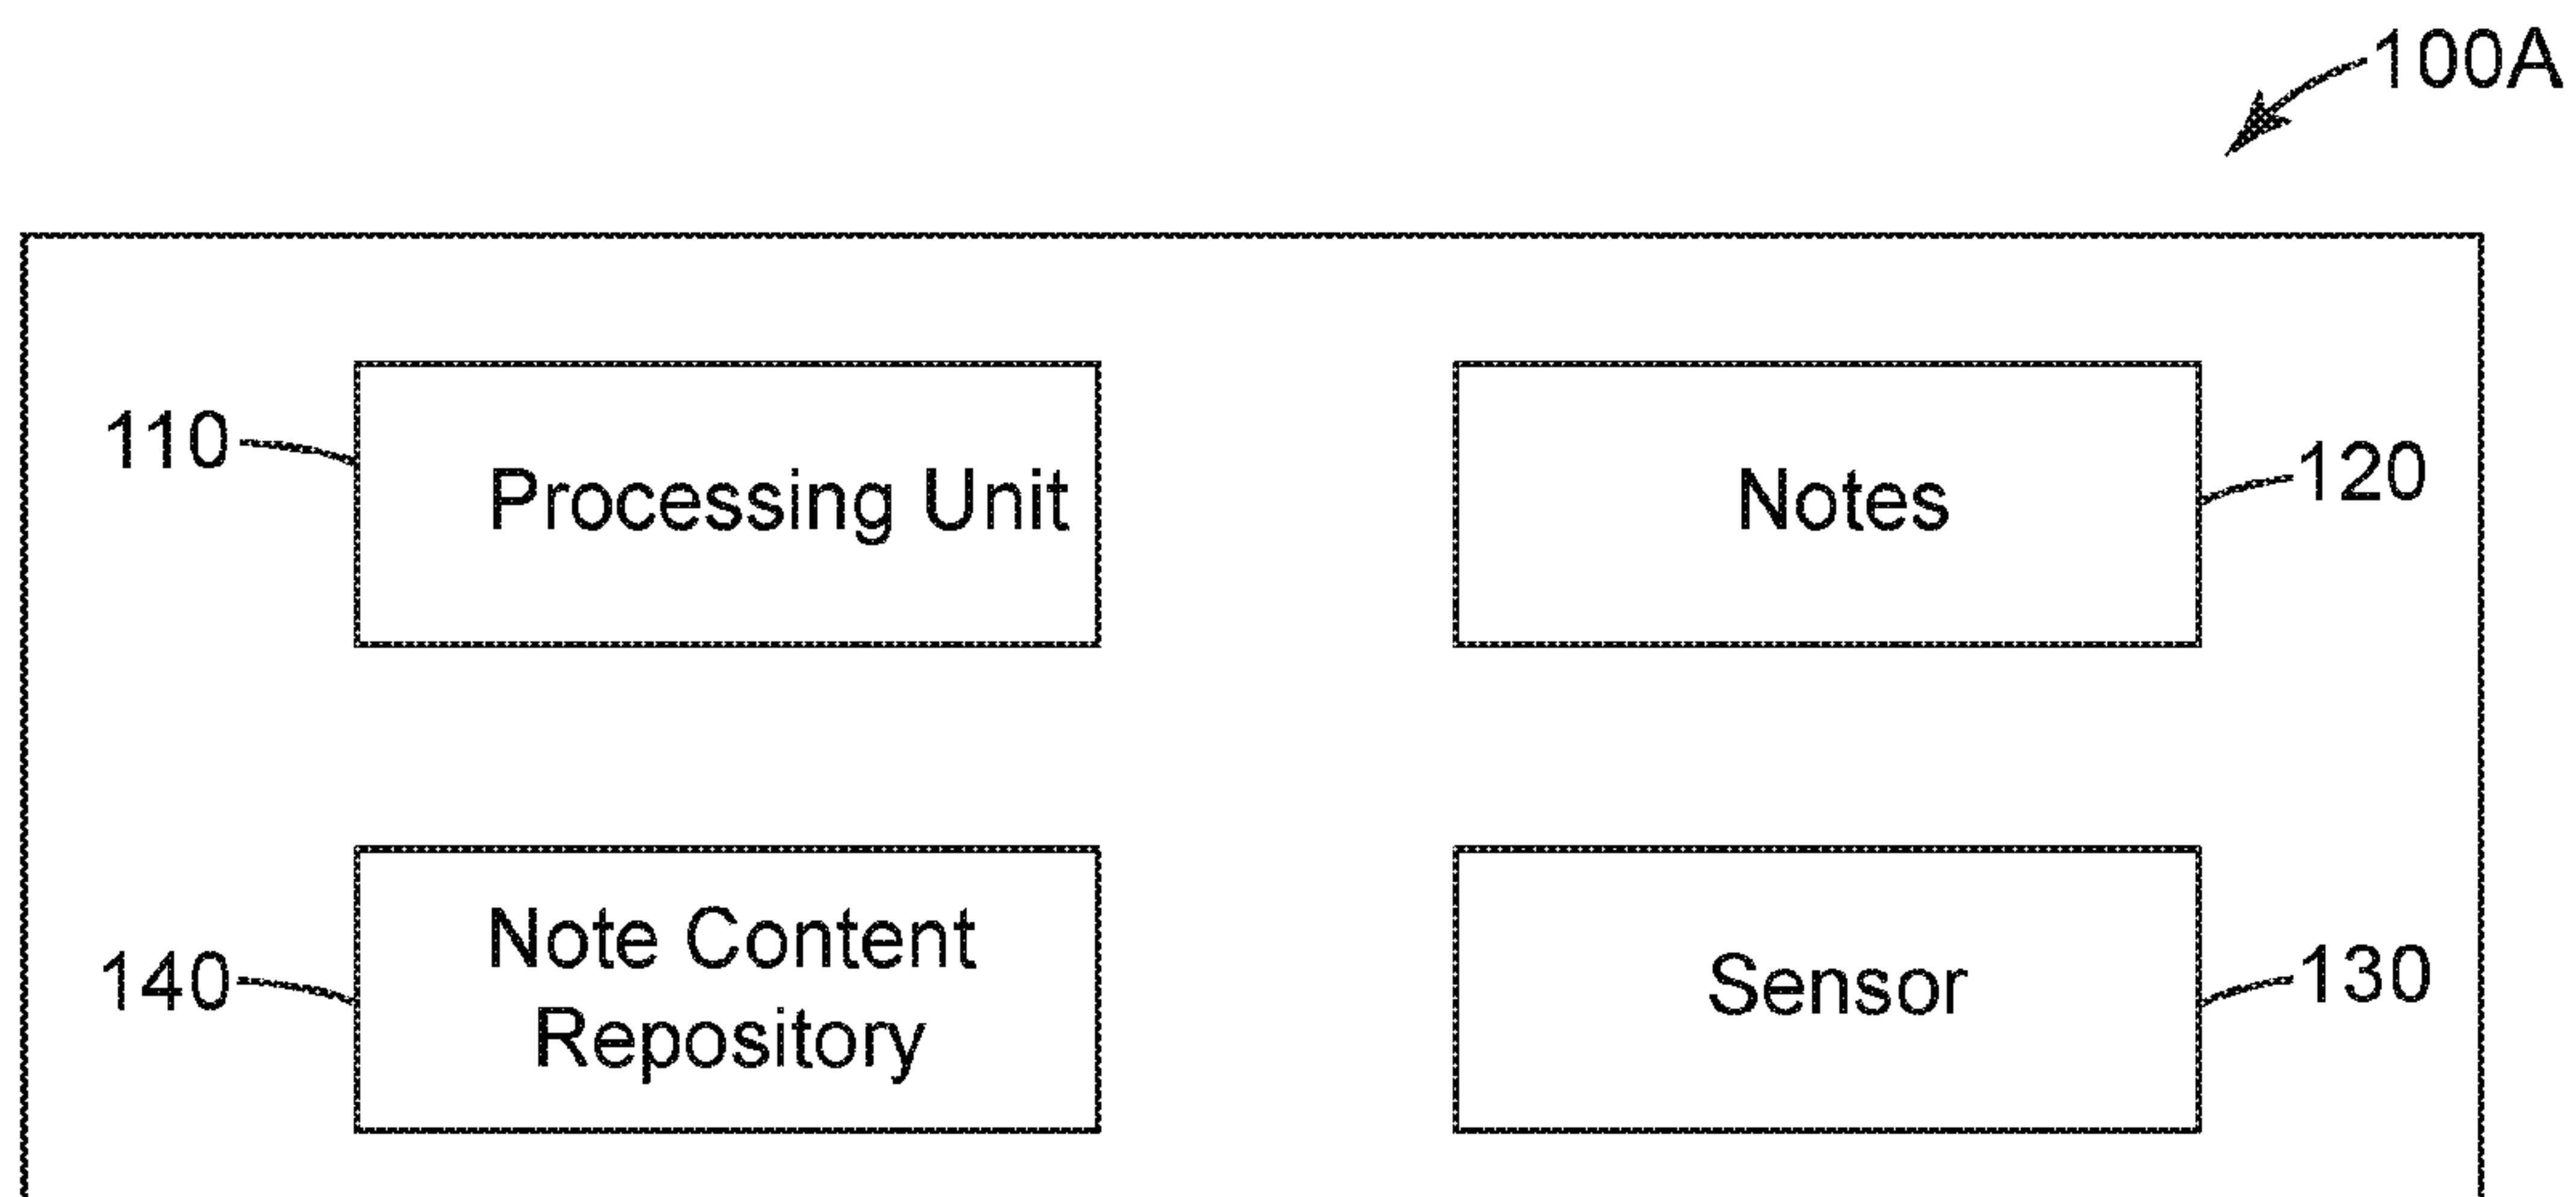 100A
110
Processing Unit
Notes
120
140
Note Content
Repository
Sensor
130